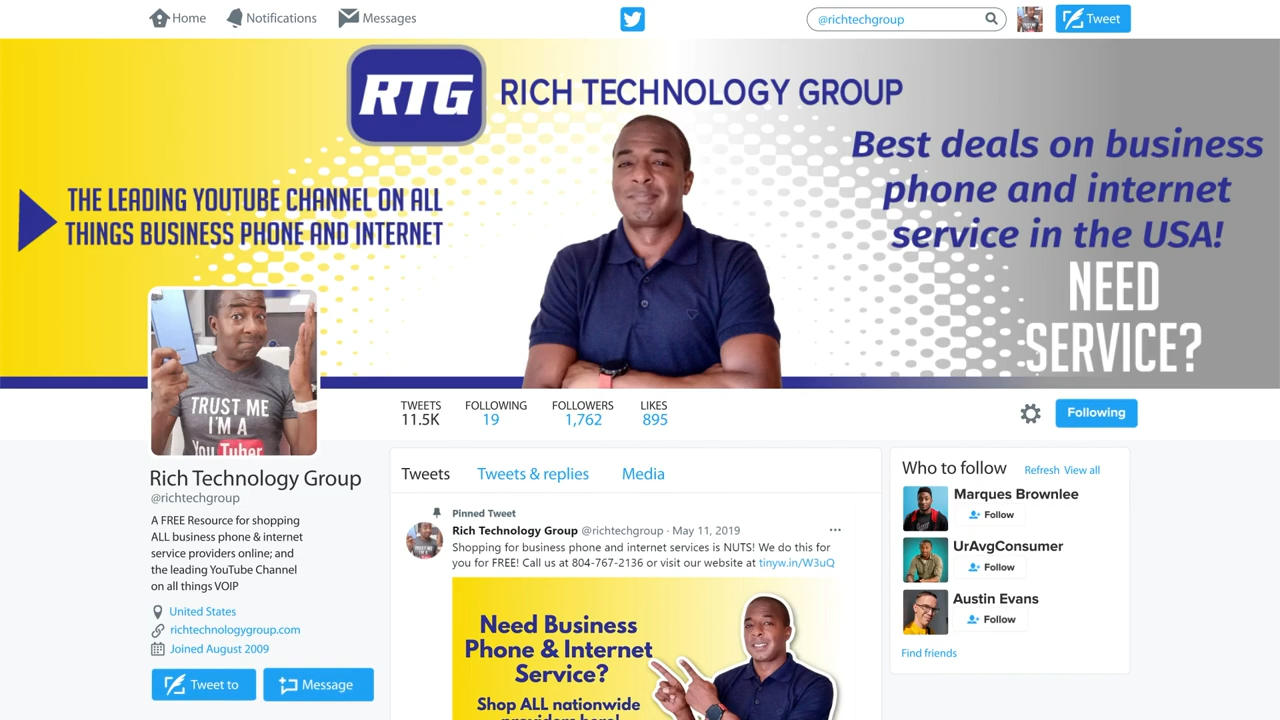 Home
Notifications
Messages
@richtechgroup
Tweet
RTG
RICH TECHNOLOGY GROUP
THE LEADING YOUTUBE CHANNEL ON ALL
THINGS BUSINESS PHONE AND INTERNET
Best deals on business
phone and internet
service in the USA!
NEED
SERVICE?
TRUST ME
I'M A
YouTuber
TWEETS
11.5K
FOLLOWING
19
FOLLOWERS
1,762
LIKES
895
Following
Rich Technology Group
@richtechgroup
A FREE Resource for shopping
ALL business phone & internet
service providers online; and
the leading YouTube Channel
on all things VOIP
United States
richtechnologygroup.com
Joined August 2009
Tweet to
Message
Tweets
Tweets & replies
Media
Pinned Tweet
Rich Technology Group @richtechgroup · May 11, 2019
Shopping for business phone and internet services is NUTS! We do this for
you for FREE! Call us at 804-767-2136 or visit our website at tinyw.in/W3uQ
Need Business
Phone & Internet
Service?
Shop ALL nationwide
providers here!
Who to follow
Refresh
View all
Marques Brownlee
Follow
UrAvgConsumer
Follow
Austin Evans
Follow
Find friends